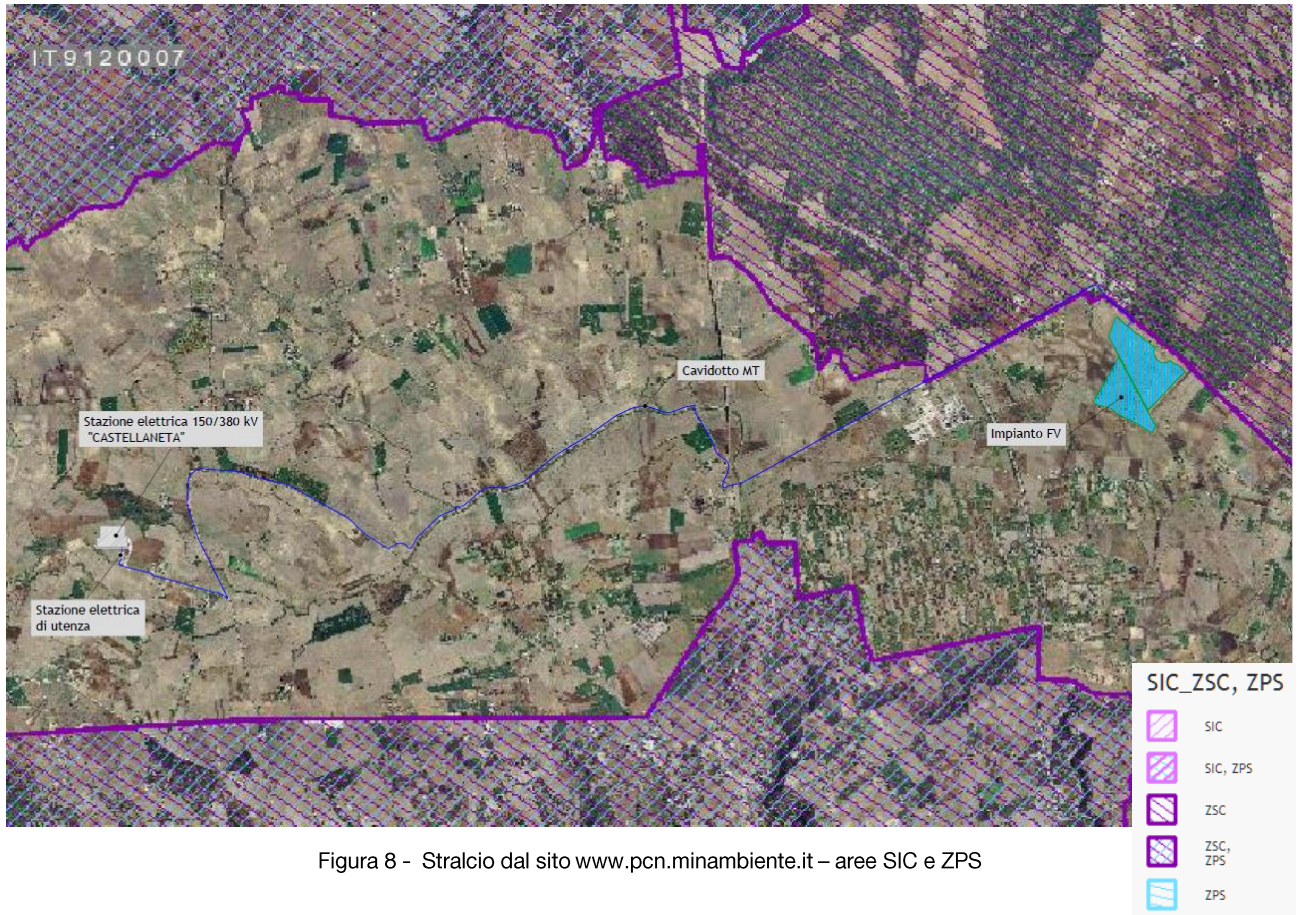 IT9120007
Cavidotto MT
Stazione elettrica 150/380 kV
"CASTELLANETA"
Impianto FV
Stazione elettrica
di utenza
SIC_ZSC, ZPS
SIC
SIC, ZPS
ZSC
ZSC,
ZPS
ZPS
Figura 8 - Stralcio dal sito www.pcn.minambiente.it – aree SIC e ZPS